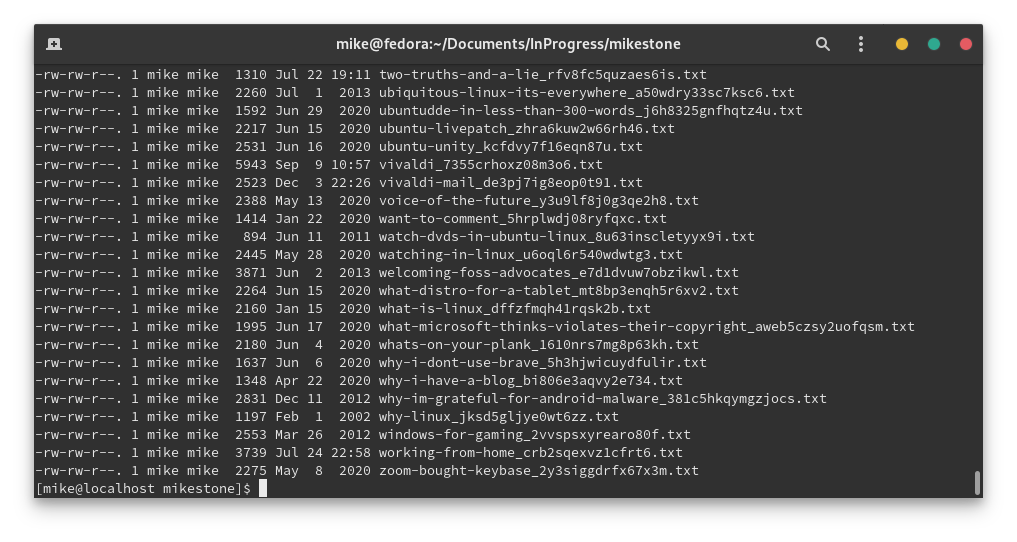 mike@fedora:~/Documents/InProgress/mikestone
-rw-rw-r--. 1 mike mike  1310 Jul 22 19:11 two-truths-and-a-lie_rfv8fc5quzaes6is.txt
-rw-rw-r--. 1 mike mike  2260 Jul  1  2013 ubiquitous-linux-its-everywhere_a50wdry33sc7ksc6.txt
-rw-rw-r--. 1 mike mike  1592 Jun 29  2020 ubuntudde-in-less-than-300-words_j6h8325gnfhqtz4u.txt
-rw-rw-r--. 1 mike mike  2217 Jun 15  2020 ubuntu-livepatch_zhra6kuw2w66rh46.txt
-rw-rw-r--. 1 mike mike  2531 Jun 16  2020 ubuntu-unity_kcfdvy7f16eqn87u.txt
-rw-rw-r--. 1 mike mike  5943 Sep  9 10:57 vivaldi_7355crhoxz08m3o6.txt
-rw-rw-r--. 1 mike mike  2523 Dec  3 22:26 vivaldi-mail_de3pj7ig8eop0t91.txt
-rw-rw-r--. 1 mike mike  2388 May 13  2020 voice-of-the-future_y3u9lf8j0g3qe2h8.txt
-rw-rw-r--. 1 mike mike  1414 Jan 22  2020 want-to-comment_5hrplwdj08ryfqxc.txt
-rw-rw-r--. 1 mike mike   894 Jun 11  2011 watch-dvds-in-ubuntu-linux_8u63inscletyyx9i.txt
-rw-rw-r--. 1 mike mike  2445 May 28  2020 watching-in-linux_u6oql6r540wdwtg3.txt
-rw-rw-r--. 1 mike mike  3871 Jun  2  2013 welcoming-foss-advocates_e7d1dvuw7obzikwl.txt
-rw-rw-r--. 1 mike mike  2264 Jun 15  2020 what-distro-for-a-tablet_mt8bp3enqh5r6xv2.txt
-rw-rw-r--. 1 mike mike  2160 Jan 15  2020 what-is-linux_dffzfmqh41rqsk2b.txt
-rw-rw-r--. 1 mike mike  1995 Jun 17  2020 what-microsoft-thinks-violates-their-copyright_aweb5czsy2uofqsm.txt
-rw-rw-r--. 1 mike mike  2180 Jun  4  2020 whats-on-your-plank_1610nrs7mg8p63kh.txt
-rw-rw-r--. 1 mike mike  1637 Jun  6  2020 why-i-dont-use-brave_5h3hjwicuydfulir.txt
-rw-rw-r--. 1 mike mike  1348 Apr 22  2020 why-i-have-a-blog_bi806e3aqvy2e734.txt
-rw-rw-r--. 1 mike mike  2831 Dec 11  2012 why-im-grateful-for-android-malware_381c5hkqymgzjocs.txt
-rw-rw-r--. 1 mike mike  1197 Feb  1  2002 why-linux_jksd5gljye0wt6zz.txt
-rw-rw-r--. 1 mike mike  2553 Mar 26  2012 windows-for-gaming_2vvspsxyrearo80f.txt
-rw-rw-r--. 1 mike mike  3739 Jul 24 22:58 working-from-home_crb2sqexvz1cfrt6.txt
-rw-rw-r--. 1 mike mike  2275 May  8  2020 zoom-bought-keybase_2y3siggdrfx67x3m.txt
[mike@localhost mikestone]$